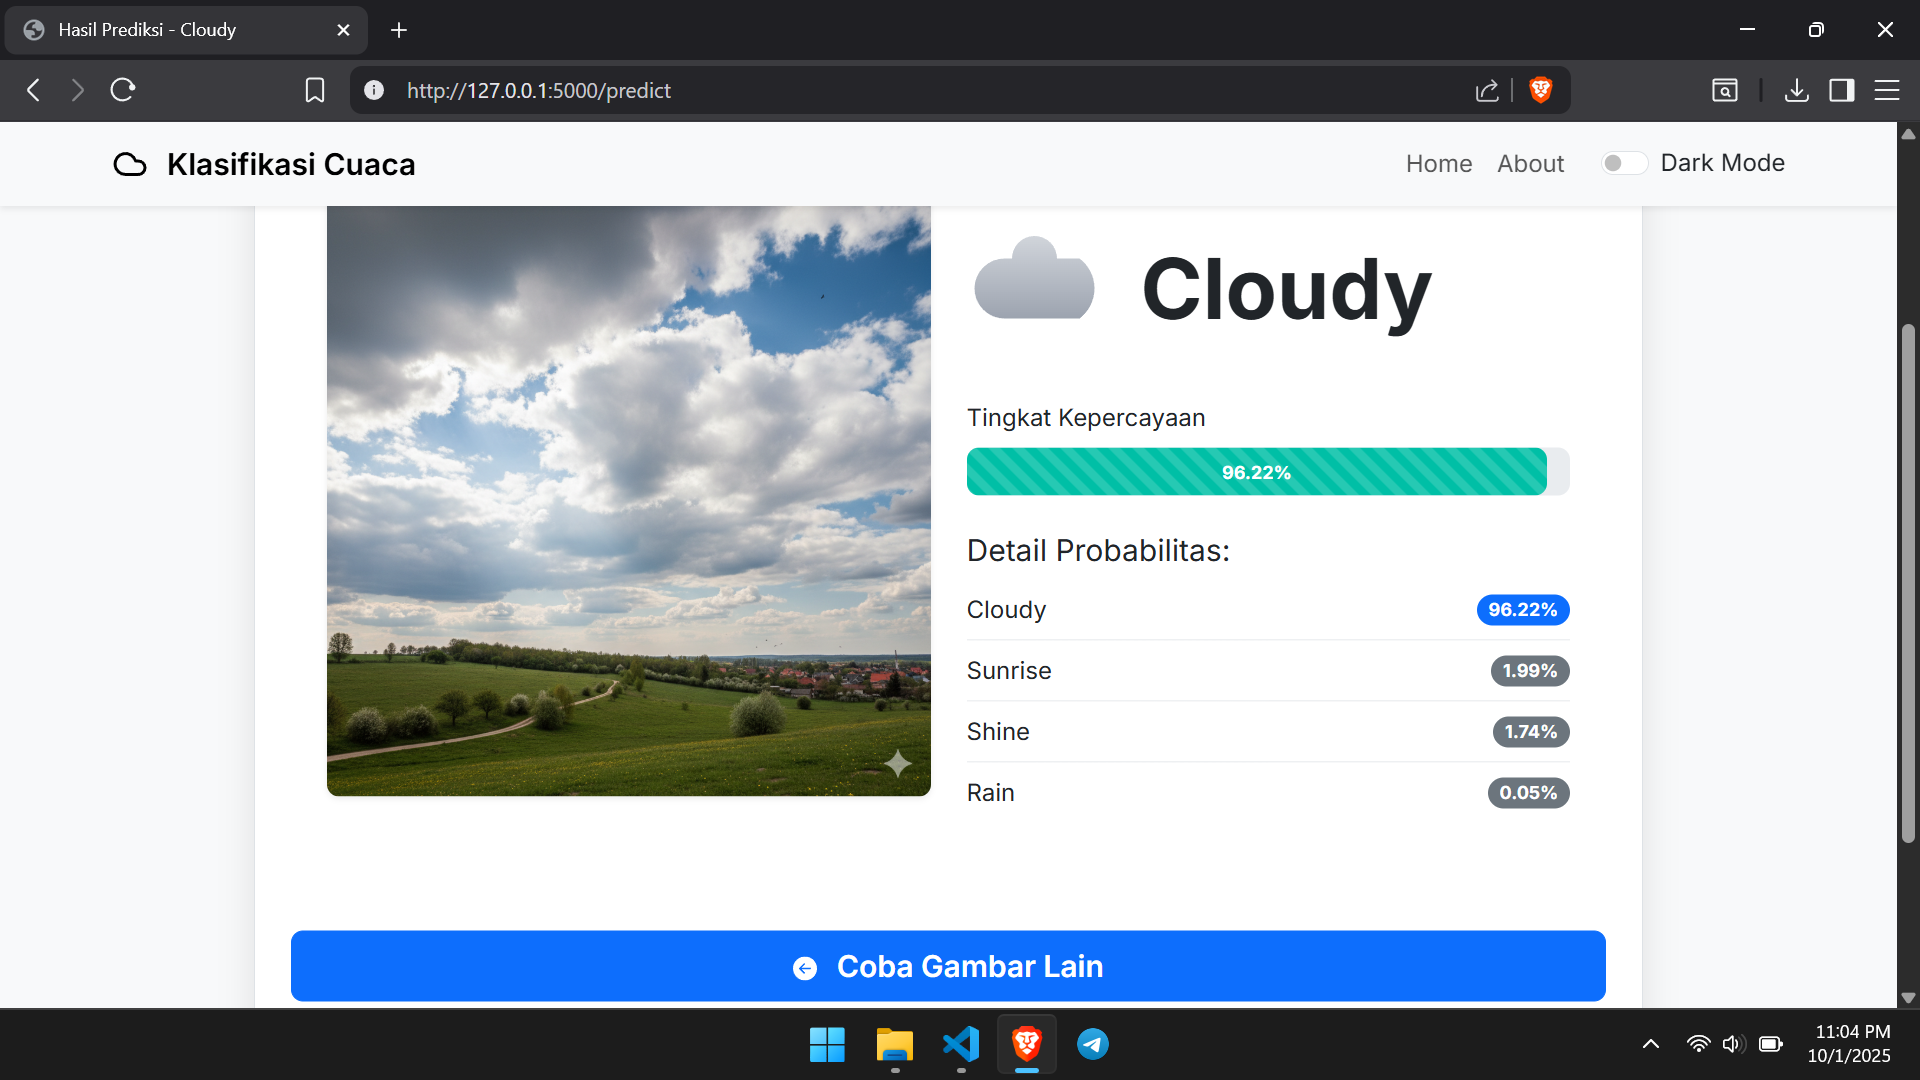 Hasil Prediksi - Cloudy
http://127.0.0.1:5000/predict
Klasifikasi Cuaca
Home
About
Dark Mode
Cloudy
Tingkat Kepercayaan
96.22%
Detail Probabilitas:
Cloudy 96.22%
Sunrise 1.99%
Shine 1.74%
Rain 0.05%
Coba Gambar Lain
11:04 PM
10/1/2025